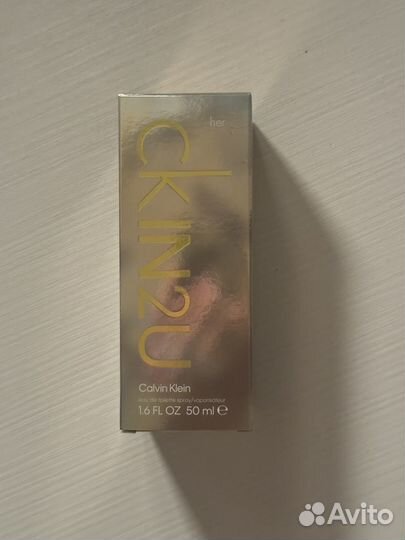 her
CKIN2U
Calvin Klein
eau de toilette spray/vaporisateur
1.6 FL OZ 50 ml ℮
Avito